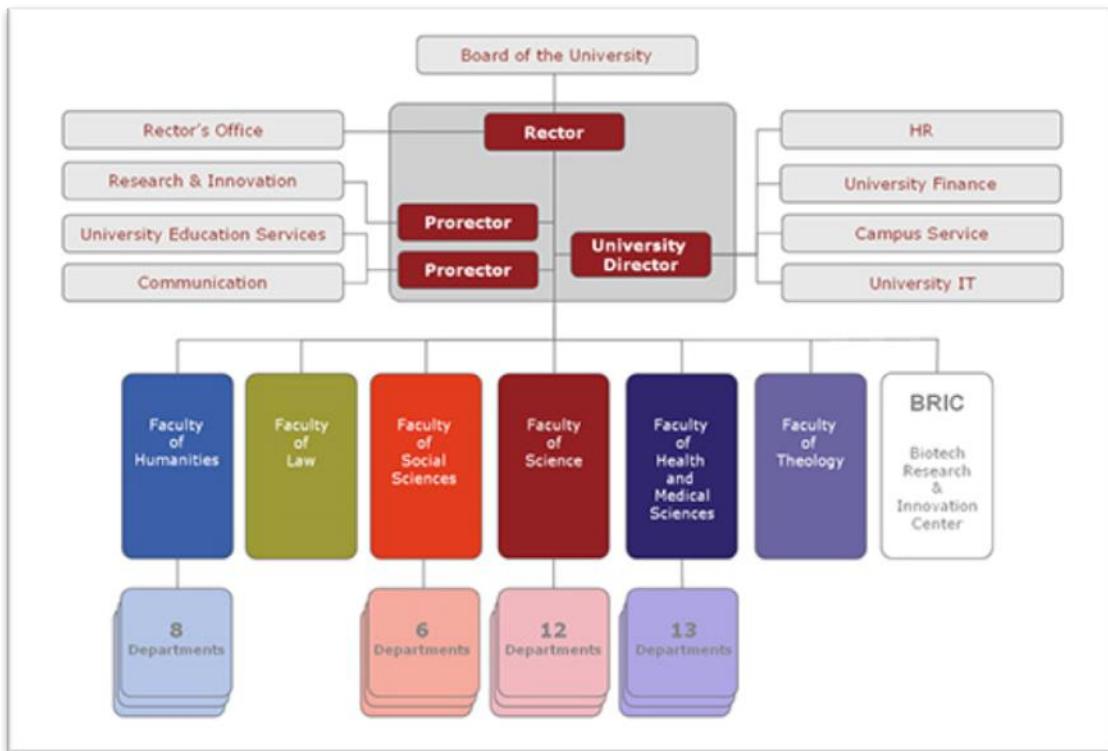 Board of the University
Rector's Office
Rector
HR
Research & Innovation
University Finance
Prorector
University Education Services
University
Director
Campus Service
Prorector
Communication
University IT
Faculty
of
Humanities
Faculty
of
Law
Faculty
of
Social
Sciences
Faculty
of
Science
Faculty
of
Health
and
Medical
Sciences
Faculty
of
Theology
BRIC
Biotech
Research
&
Innovation
Center
8
Departments
6
Departments
12
Departments
13
Departments